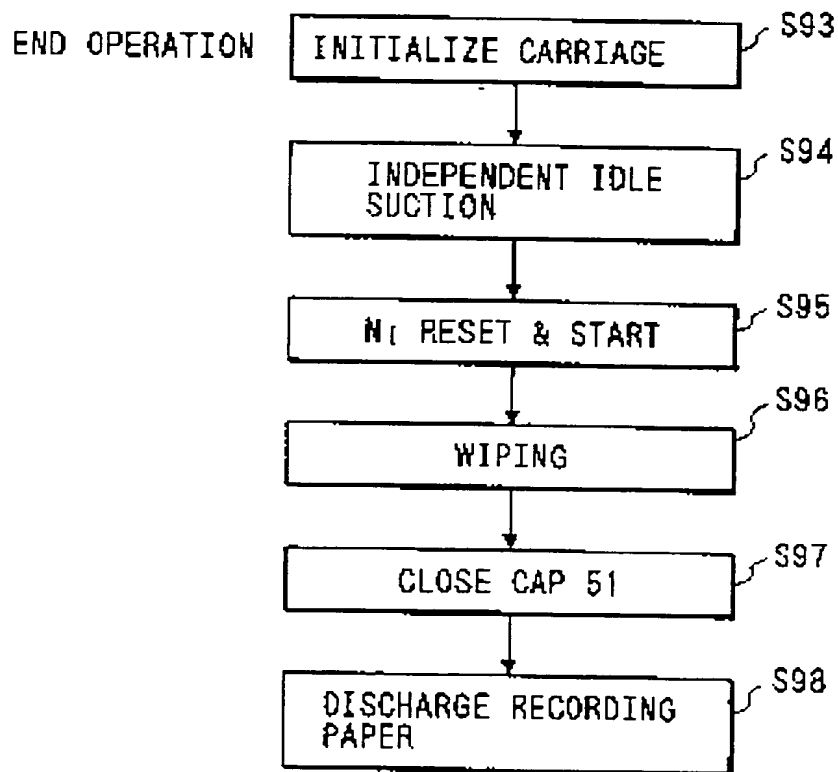 END OPERATION
INITIALIZE CARRIAGE
S93
INDEPENDENT IDLE
SUCTION
S94
RESET & START
S95
WIPING
S96
CLOSE CAP 51
S97
DISCHARGE RECORDING
PAPER
S98